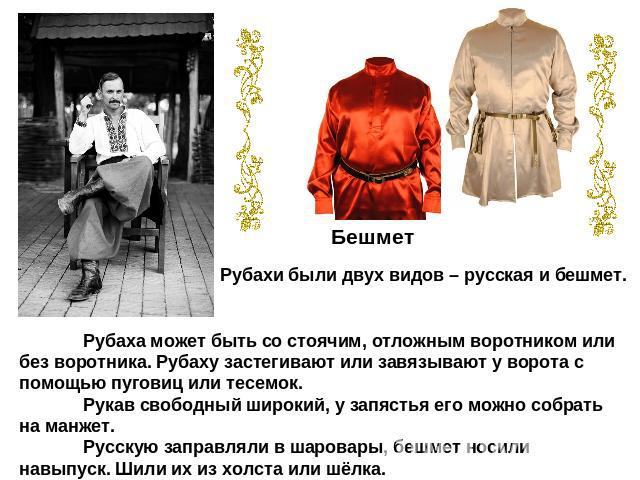 Бешмет
Рубахи были двух видов – русская и бешмет.
Рубаха может быть со стоячим, отложным воротником или
без воротника. Рубаху застегивают или завязывают у ворота с
помощью пуговиц или тесемок.
Рукав свободный широкий, у запястья его можно собрать
на манжет.
Русскую заправляли в шаровары, бешмет носили
навыпуск. Шили их из холста или шёлка.